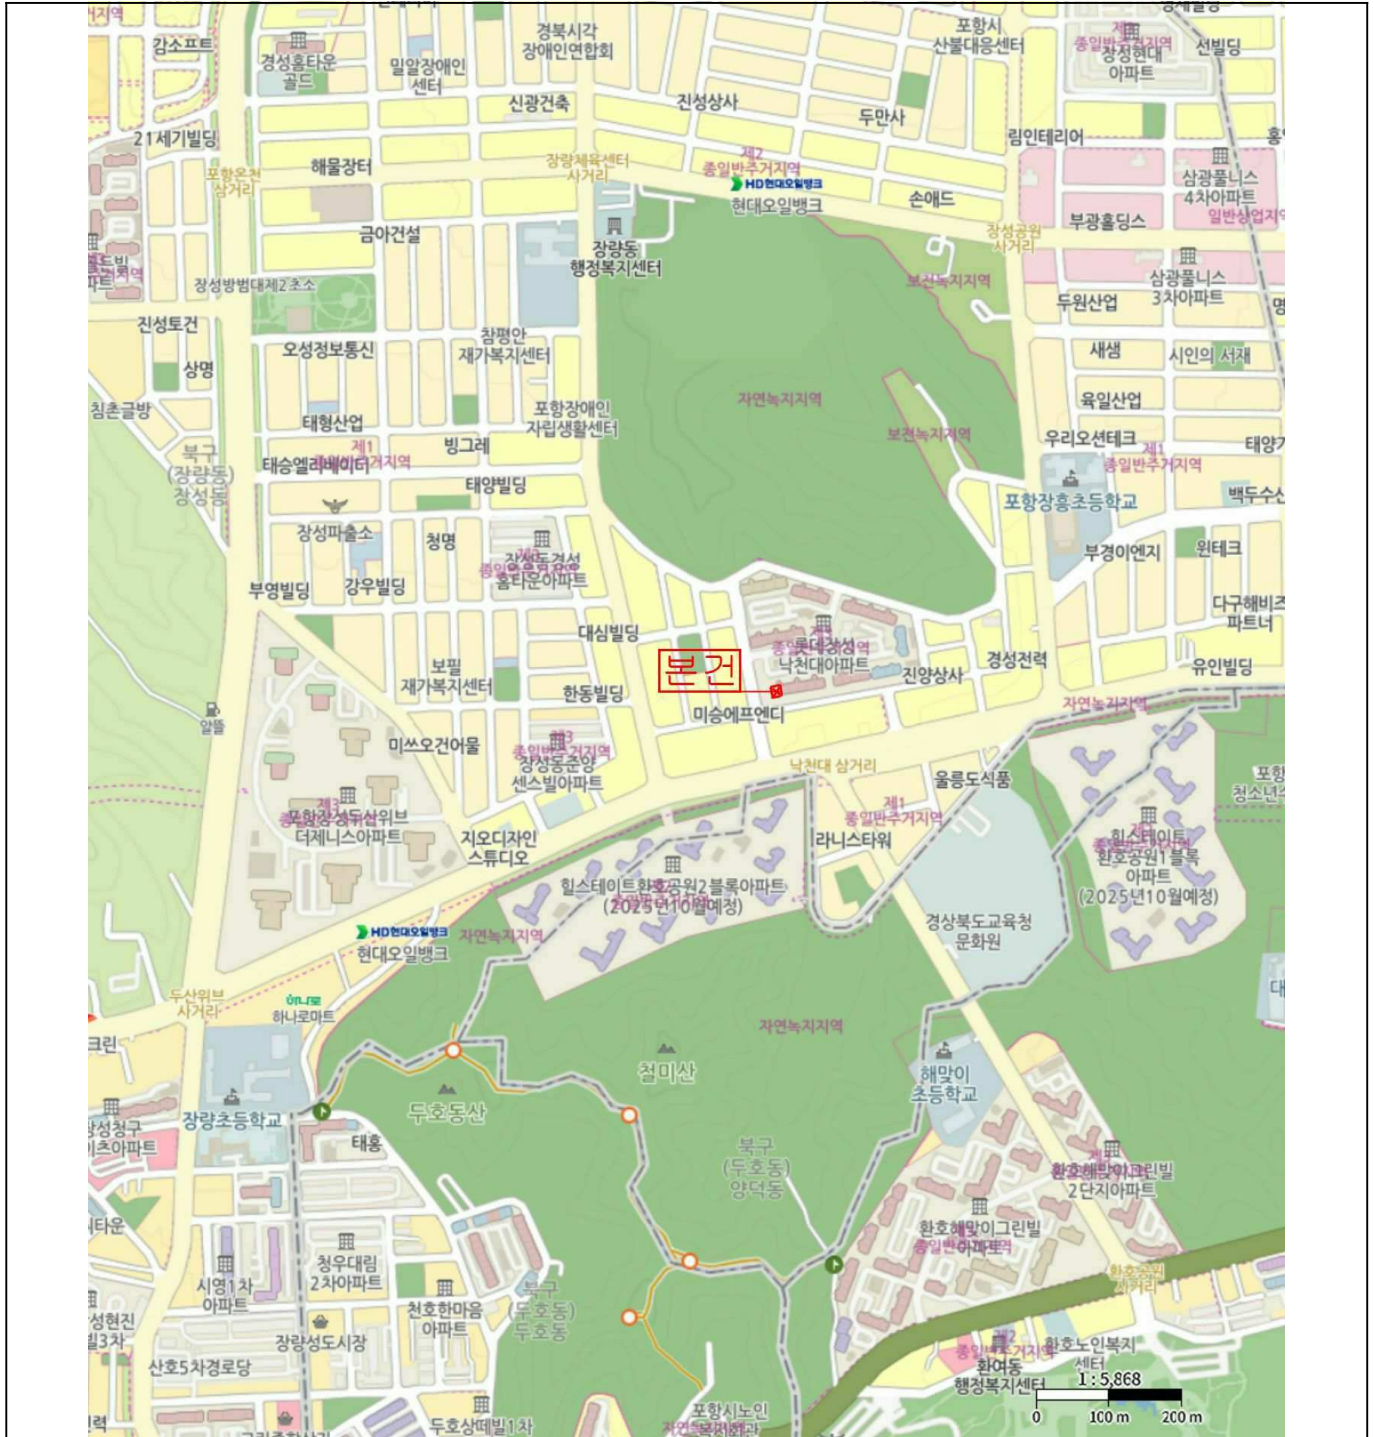 경북시각
장애인연합회
포항시
산불대응센터
장성현대
아파트
선빌딩
감소프트
경성홈타운
골드
밀알장애인
센터
신광건축
진성상사
두만사
림인테리어
21세기빌딩
해물장터
장량체육센터
사거리
제2
종일반주거지역
HD현대오일뱅크
현대오일뱅크
손애드
삼광풀니스
4차아파트
일반상업지역
포항온천
삼거리
부광홀딩스
금아건설
장량동
행정복지센터
장성공원
사거리
장성방범대제2초소
보전녹지지역
삼광풀니스
3차아파트
두원산업
진성토건
참평안
재가복지센터
오성정보통신
새샘
시인의 서재
상명
침촌글방
자연녹지지역
육일산업
포항장애인
자립생활센터
태형산업
보전녹지지역
우리오션테크
제1
종일반주거지역
빙그레
제1
태승엘리베이터
북구
(장량동)
장성동
태양빌딩
포항장흥초등학교
백두수산
장성파출소
청명
부경이엔지
윈테크
홈타운아파트
부영빌딩
강우빌딩
다구해비즈
파트너
대심빌딩
본건
낙천대아파트
경성전력
유인빌딩
보필
재가복지센터
한동빌딩
진양상사
미승에프엔디
자연녹지지역
알뜰
미쓰오건어물
제3
종일반주거지역
장성동준양
센스빌아파트
낙천대 삼거리
울릉도식품
제1
종일반주거지역
제3
더제니스아파트
지오디자인
스튜디오
라니스타워
힐스테이트
환호공원1블록
아파트
(2025년10월예정)
힐스테이트환호공원2블록아파트
(2025년10월예정)
자연녹지지역
경상북도교육청
문화원
HD현대오일뱅크
현대오일뱅크
두산위브
사거리
하나로
하나로마트
자연녹지지역
첨미산
두호동산
해맞이
초등학교
장량초등학교
태홍
북구
(두호동)
양덕동
환호해맞이그린빌
2단지아파트
환호해맞이그린빌
시영1차
아파트
청우대림
2차아파트
천호한마음
아파트
북구
(두호동)
두호동
환호공원
사거리
장량성도시장
산호5차경로당
제2
종일반주거지역
환여동
행정복지센터
환호노인복지
센터
1 : 5,868
0 100 m 200 m
두호상떼빌1차
포항시노인